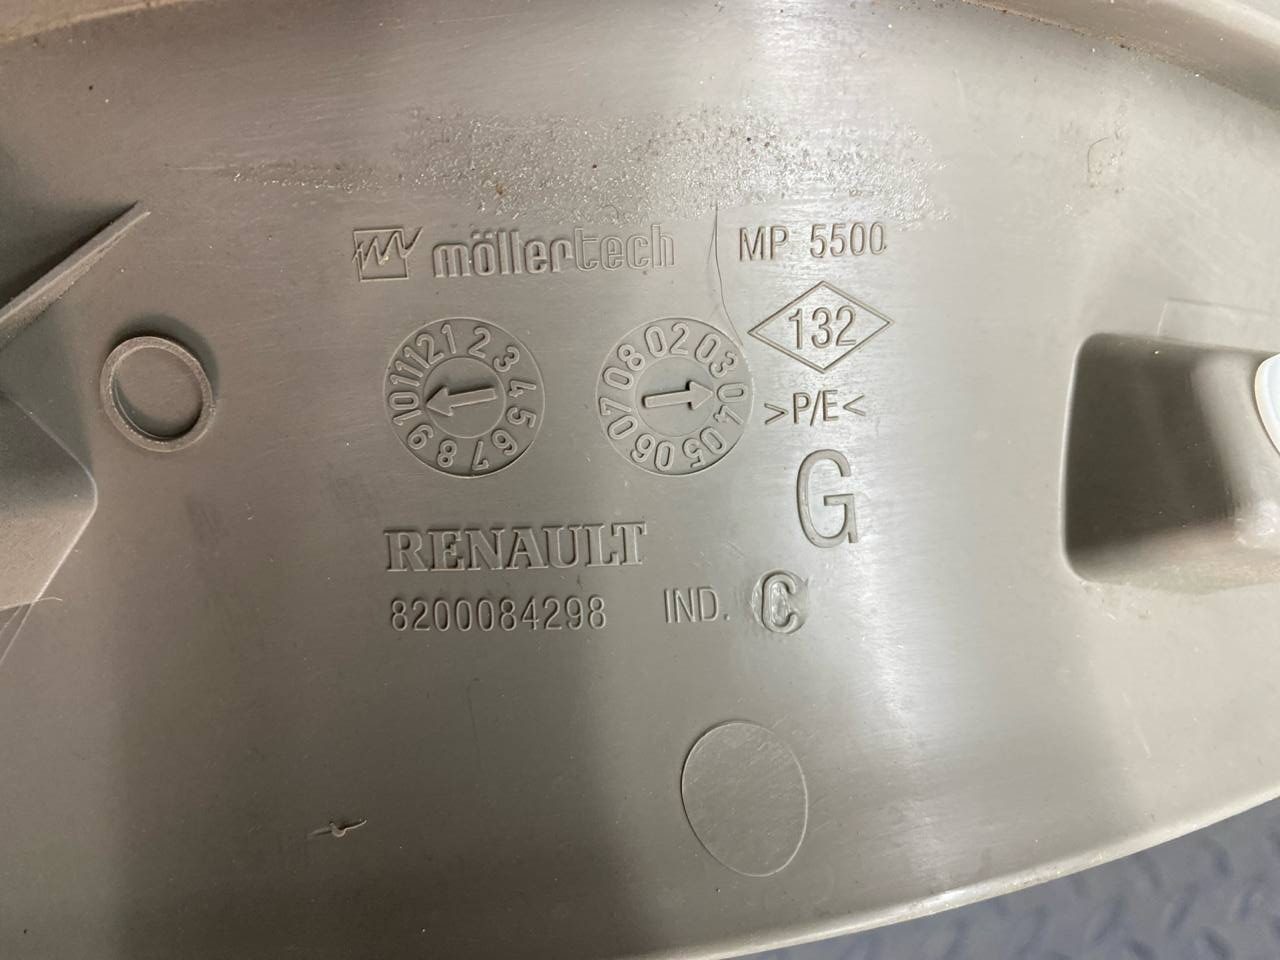 möllertech MP 5500
132
1 2 3 4 5 6 7 8 9 10 11 12
02 03 04 05 06 07 08
>P/E<
G
RENAULT
8200084298 IND. C